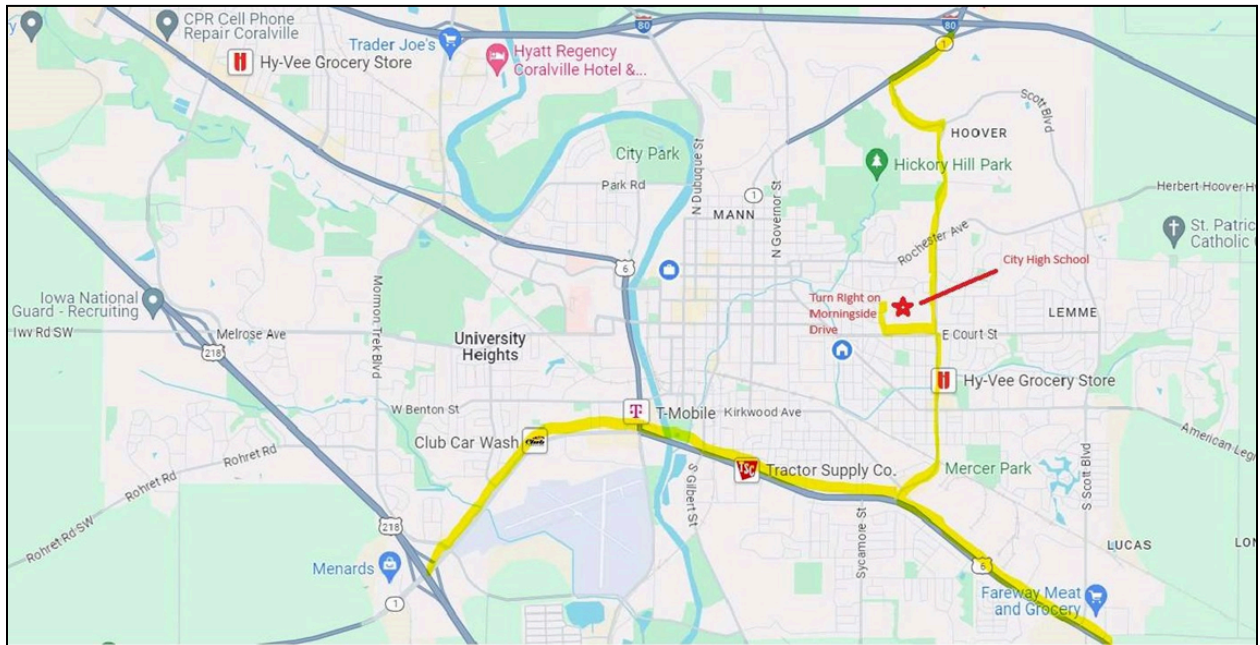 CPR Cell Phone
Repair Coralville
Hy-Vee Grocery Store
Trader Joe's
Hyatt Regency
Coralville Hotel &...
80
80
1
Scott Blvd
HOOVER
City Park
N Dubuque St
Hickory Hill Park
Park Rd
1
MANN
N Governor St
Herbert Hoover H
Rochester Ave
St. Patric
Catholic C
6
City High School
Iowa National
Guard - Recruiting
Mormon Trek Blvd
Turn Right on
Morningside
Drive
LEMME
Iwv Rd SW
Melrose Ave
University
Heights
E Court St
218
Hy-Vee Grocery Store
W Benton St
T
T-Mobile
Kirkwood Ave
Club Car Wash
American Leg
Rohret Rd
TSC
Tractor Supply Co.
Mercer Park
S Gilbert St
S Scott Blvd
Rohret Rd SW
218
Sycamore St
LUCAS
LON
Menards
6
1
Fareway Meat
and Grocery